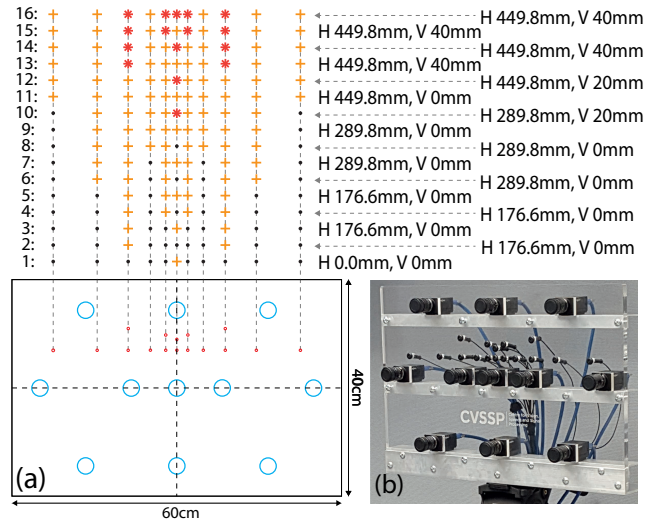 16: H 449.8mm, V 40mm
15: H 449.8mm, V 40mm
14: H 449.8mm, V 40mm
13: H 449.8mm, V 40mm
12: H 449.8mm, V 20mm
11: H 449.8mm, V 0mm
10: H 289.8mm, V 20mm
9: H 289.8mm, V 0mm
8: H 289.8mm, V 0mm
7: H 289.8mm, V 0mm
6: H 289.8mm, V 0mm
5: H 176.6mm, V 0mm
4: H 176.6mm, V 0mm
3: H 176.6mm, V 0mm
2: H 176.6mm, V 0mm
1: H 0.0mm, V 0mm
40cm
CVSSP
(a)
(b)
60cm